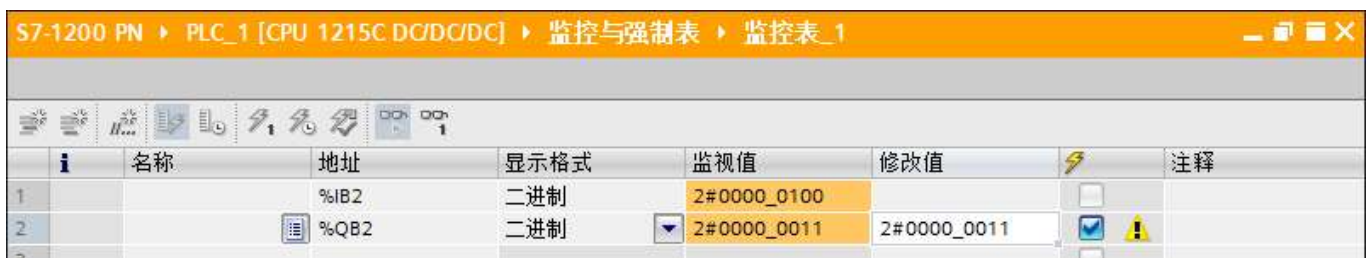 S7-1200 PN ▸ PLC_1 [CPU 1215C DC/DC/DC] ▸ 监控与强制表 ▸ 监控表_1
i 名称 地址 显示格式 监视值 修改值 注释
1 %IB2 二进制 2#0000_0100
2 %QB2 二进制 2#0000_0011 2#0000_0011